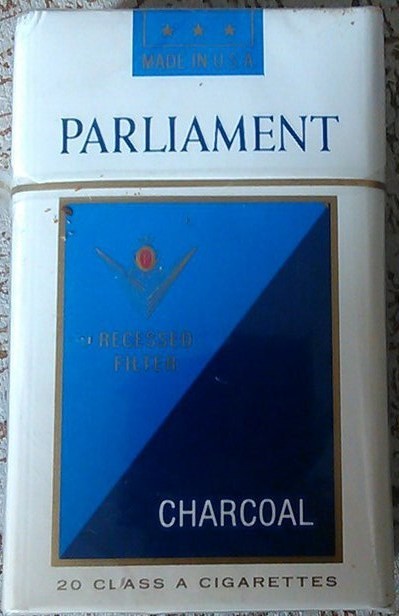 MADE IN U.S.A.
PARLIAMENT
RECESSED
FILTER
CHARCOAL
20 CLASS A CIGARETTES